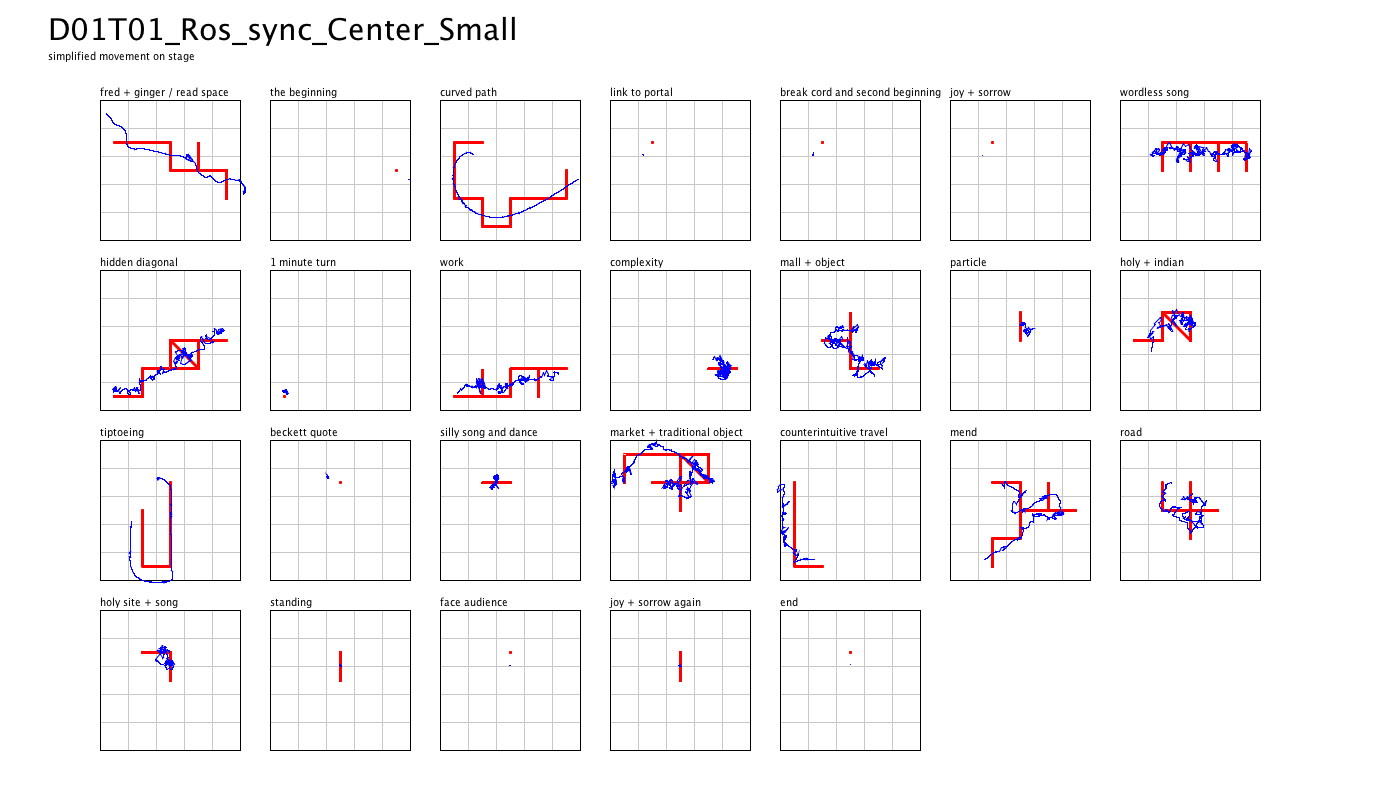 D01T01_Ros_sync_Center_Small
simplified movement on stage
fred + ginger / read space
the beginning
curved path
link to portal
break cord and second beginning
joy + sorrow
wordless song
hidden diagonal
1 minute turn
work
complexity
mall + object
particle
holy + indian
tiptoeing
beckett quote
silly song and dance
market + traditional object
counterintuitive travel
mend
road
holy site + song
standing
face audience
joy + sorrow again
end